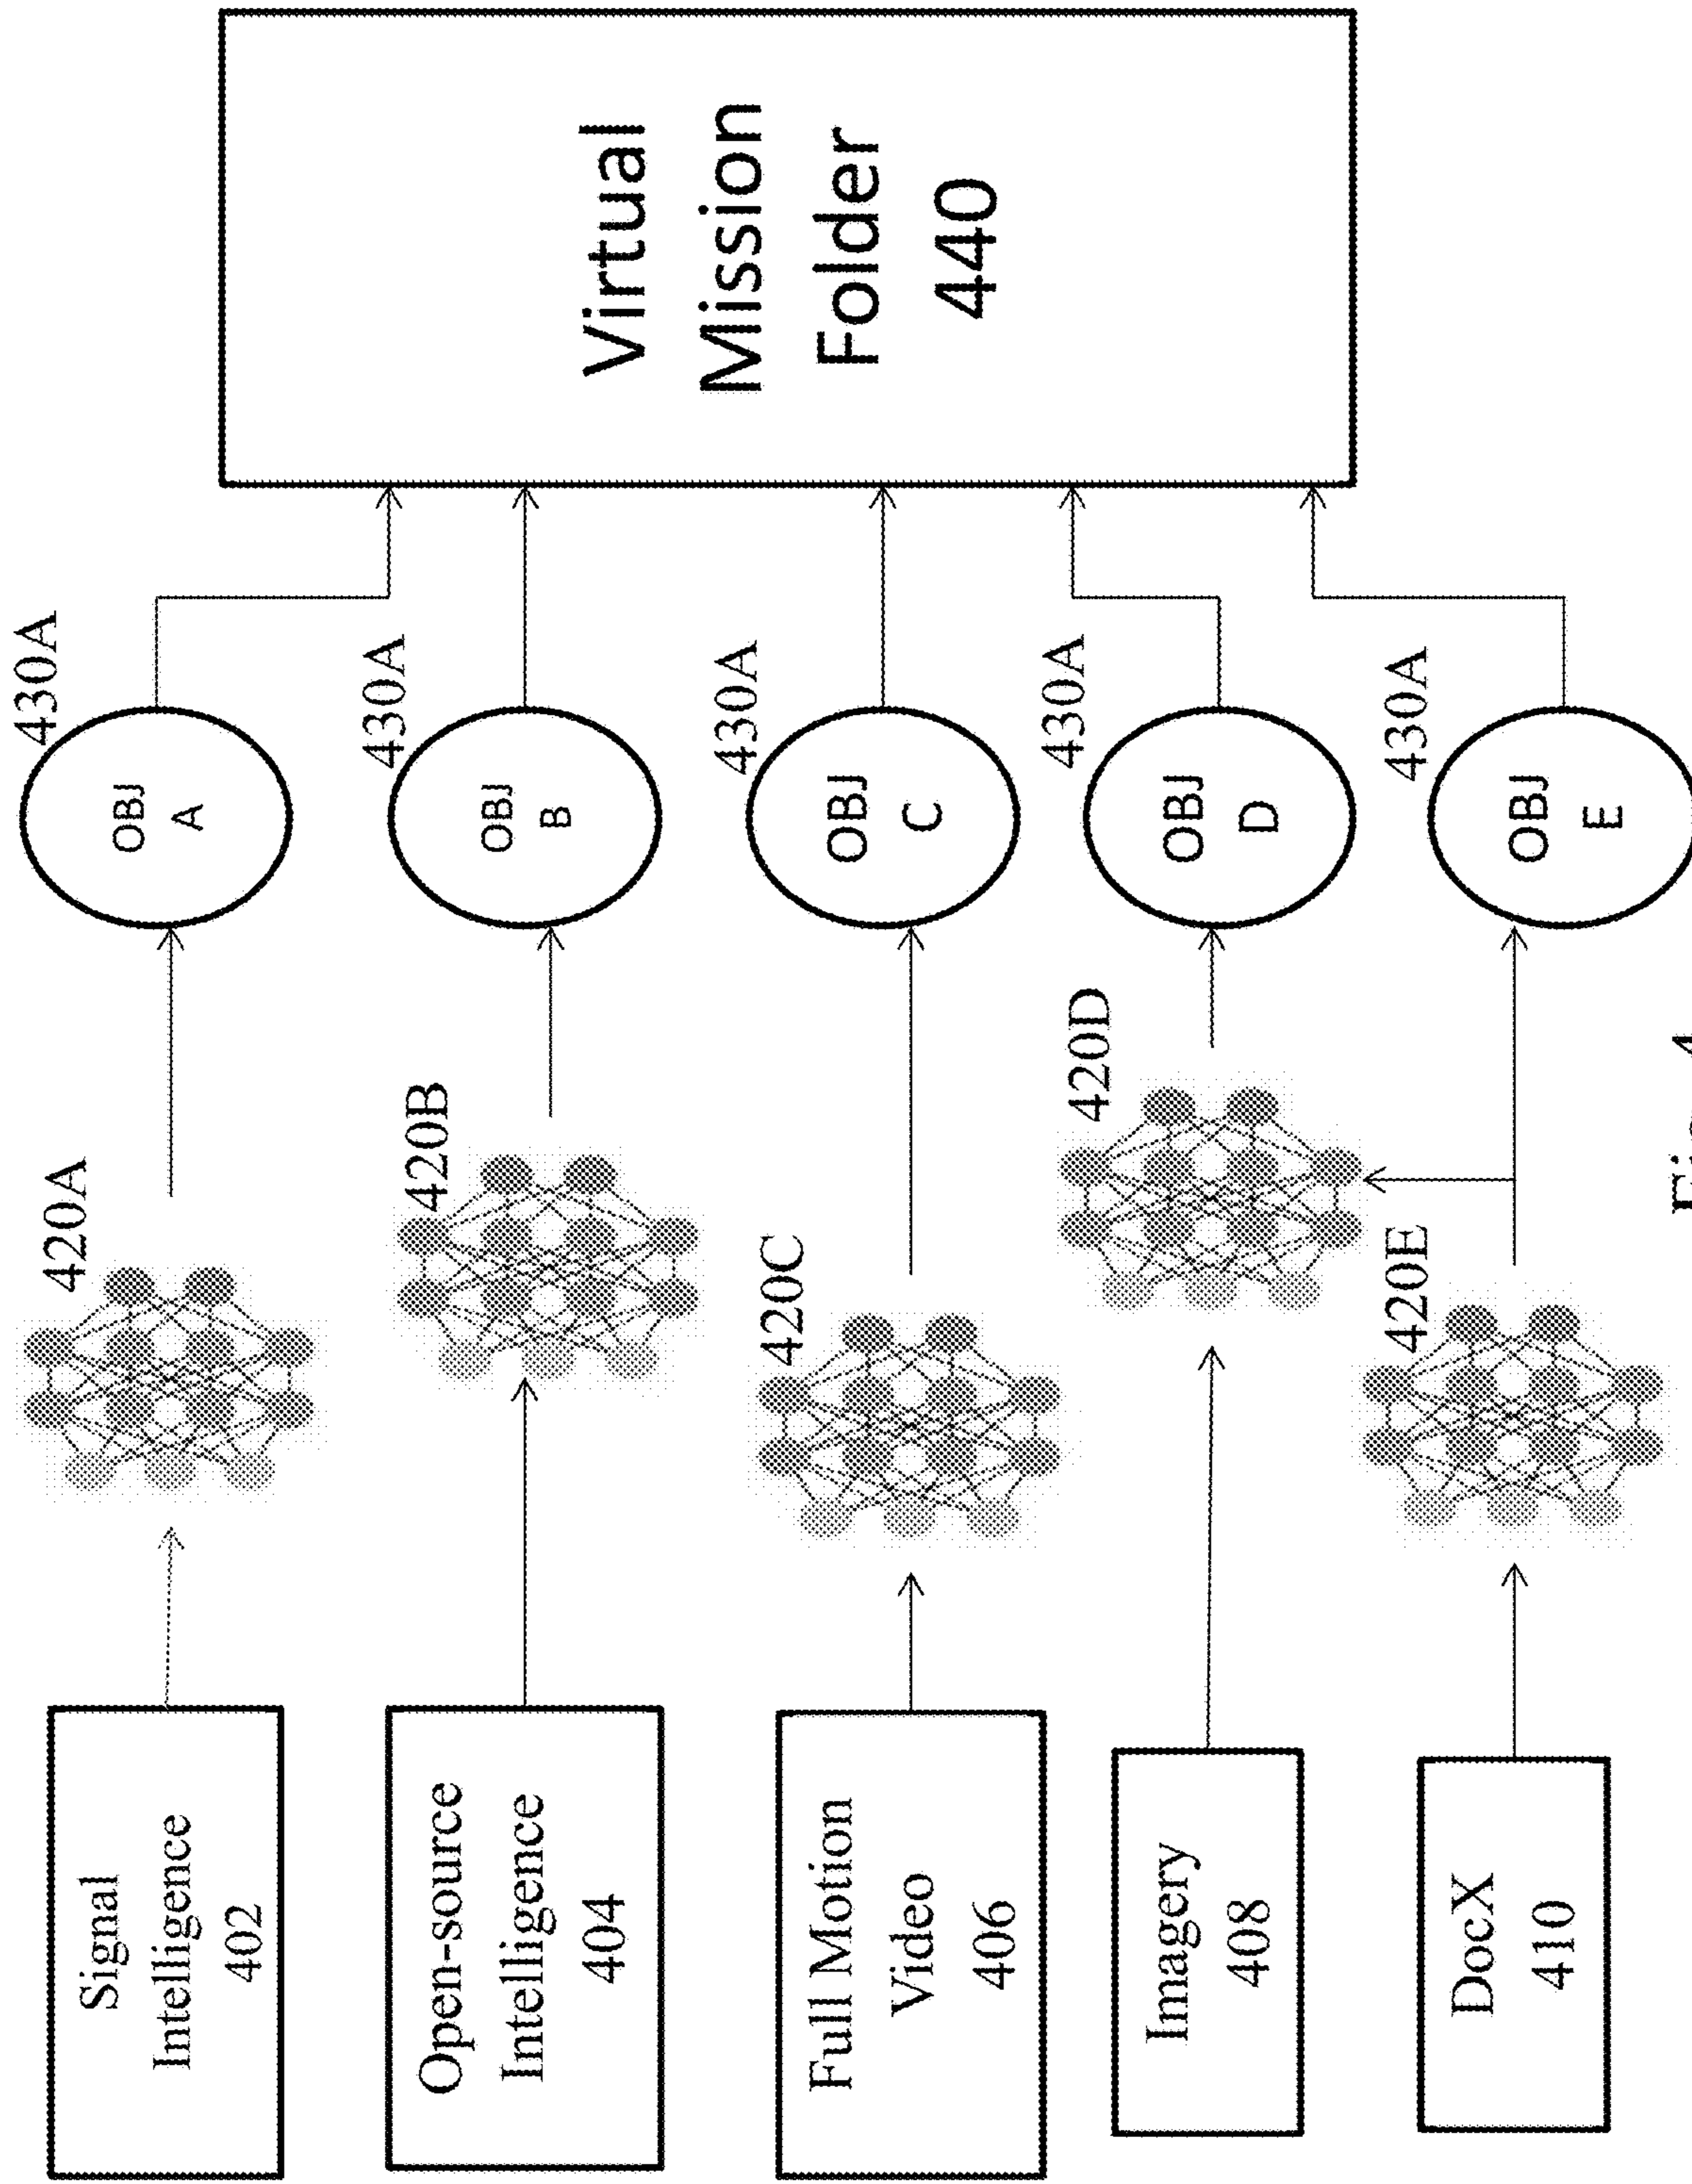 Signal
Intelligence
402
420A
OBJ
A
430A
Open-source
Intelligence
404
420B
OBJ
B
430A
Full Motion
Video
406
420C
OBJ
C
430A
Imagery
408
420D
OBJ
D
430A
DocX
410
420E
OBJ
E
430A
Virtual
Mission
Folder
440